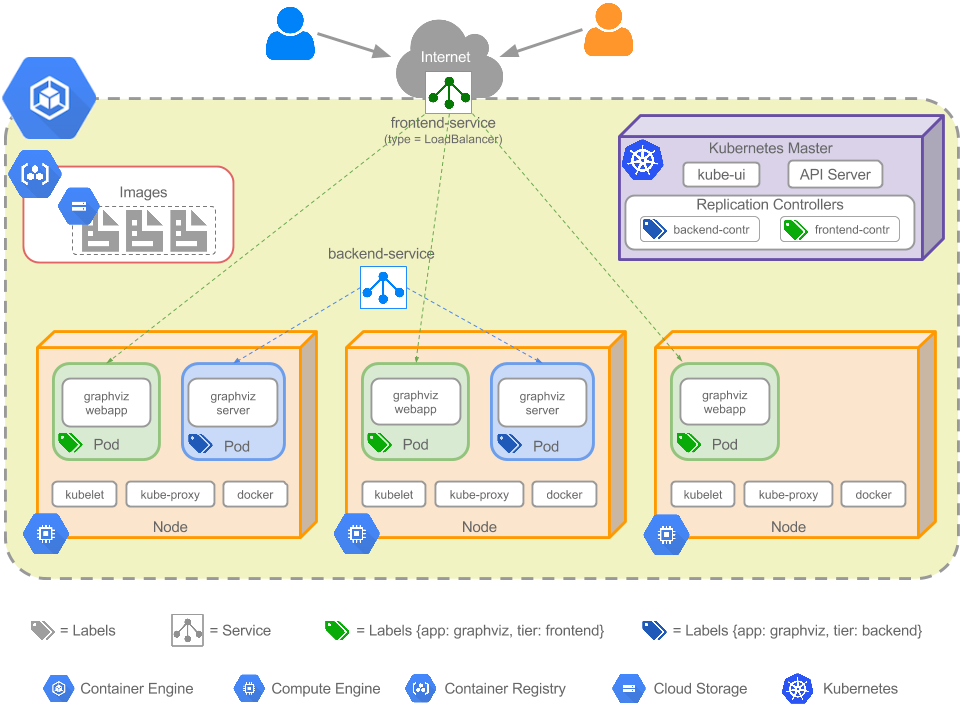 Internet
frontend-service
(type = LoadBalancer)
Kubernetes Master
kube-ui
API Server
Replication Controllers
backend-contr
frontend-contr
Images
backend-service
graphviz
webapp
Pod
graphviz
server
Pod
kubelet
kube-proxy
docker
Node
graphviz
webapp
Pod
graphviz
server
Pod
kubelet
kube-proxy
docker
Node
graphviz
webapp
Pod
kubelet
kube-proxy
docker
Node
= Labels
= Service
= Labels {app: graphviz, tier: frontend}
= Labels {app: graphviz, tier: backend}
Container Engine
Compute Engine
Container Registry
Cloud Storage
Kubernetes